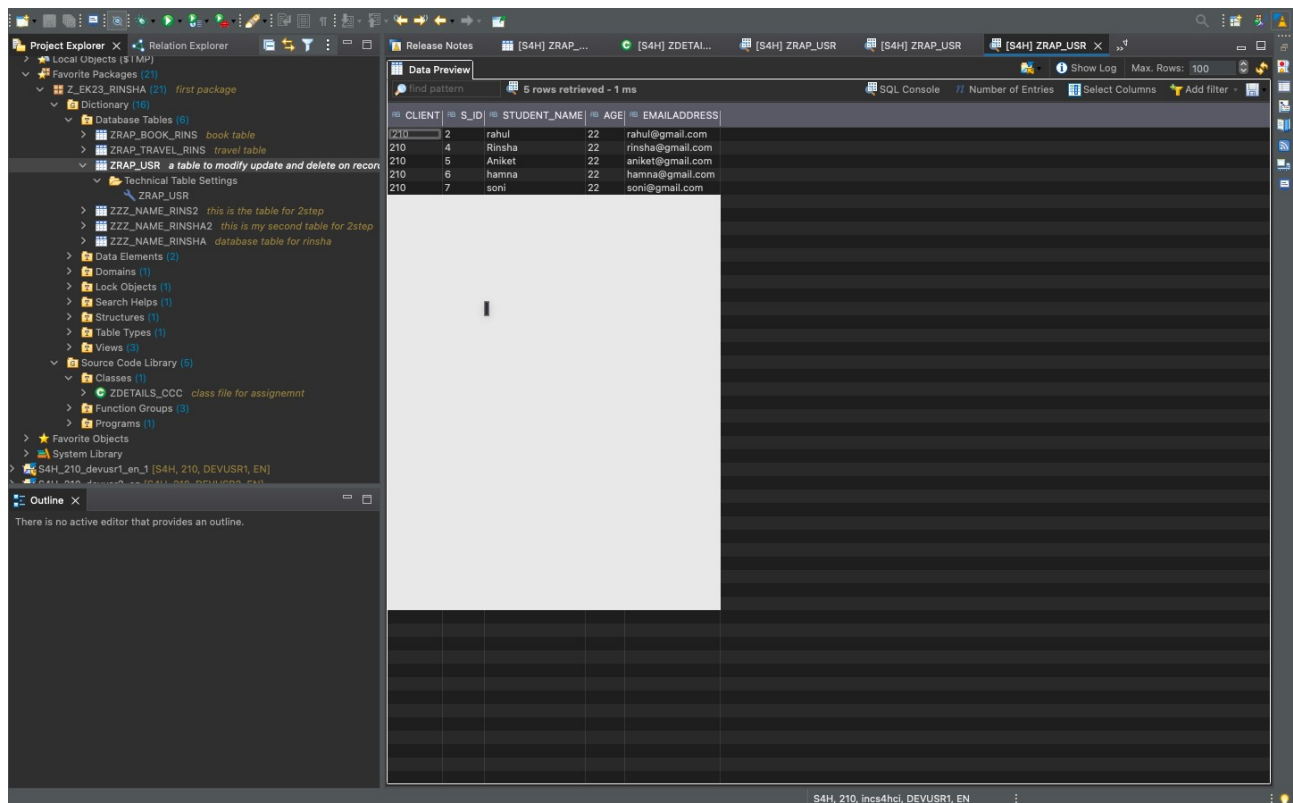 Project Explorer
Relation Explorer
Release Notes
[S4H] ZRAP_...
[S4H] ZDETAI...
[S4H] ZRAP_USR
[S4H] ZRAP_USR
[S4H] ZRAP_USR
Local Objects ($TMP)
Favorite Packages (21)
Z_EK23_RINSHA (21) first package
Dictionary (16)
Database Tables (6)
ZRAP_BOOK_RINS book table
ZRAP_TRAVEL_RINS travel table
ZRAP_USR a table to modify update and delete on recor
Technical Table Settings
ZRAP_USR
ZZZ_NAME_RINS2 this is the table for 2step
ZZZ_NAME_RINSHA2 this is my second table for 2step
ZZZ_NAME_RINSHA database table for rinsha
Data Elements (2)
Domains (1)
Lock Objects (1)
Search Helps (1)
Structures (1)
Table Types (1)
Views (3)
Source Code Library (5)
Classes (1)
ZDETAILS_CCC class file for assignemnt
Function Groups (3)
Programs (1)
Favorite Objects
System Library
S4H_210_devusr1_en_1 [S4H, 210, DEVUSR1, EN]
Outline
There is no active editor that provides an outline.
Data Preview
Show Log Max. Rows: 100
find pattern
5 rows retrieved - 1 ms
SQL Console
Number of Entries
Select Columns
Add filter
CLIENT S_ID STUDENT_NAME AGE EMAILADDRESS
210 2 rahul 22 rahul@gmail.com
210 4 Rinsha 22 rinsha@gmail.com
210 5 Aniket 22 aniket@gmail.com
210 6 hamna 22 hamna@gmail.com
210 7 soni 22 soni@gmail.com
S4H, 210, incs4hci, DEVUSR1, EN